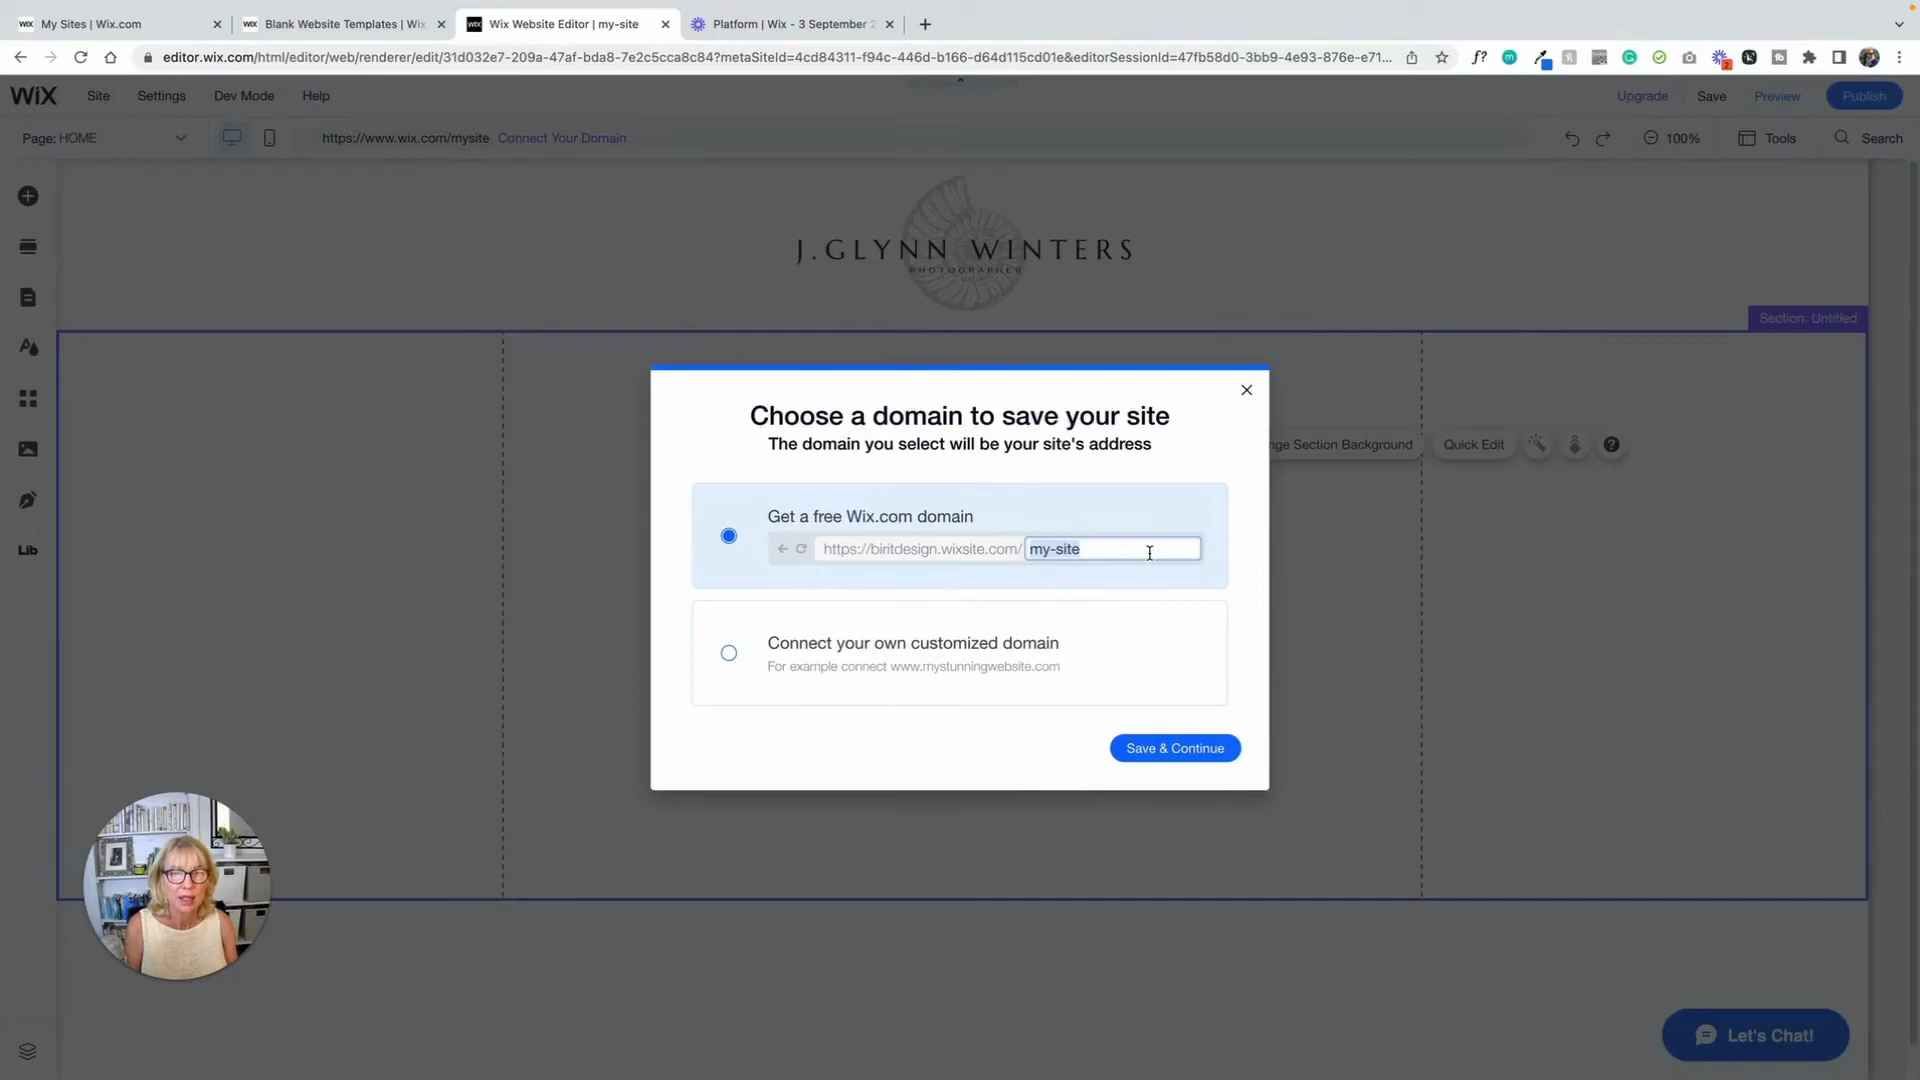 My Sites | Wix.com
Blank Website Templates | Wix.
Wix Website Editor | my-site
Platform | Wix - 3 September 2
editor.wix.com/html/editor/web/renderer/edit/31d032e7-209a-47af-bda8-7e2c5cca8c84?metaSiteId=4cd84311-f94c-446d-b166-d64d115cd01e&editorSessionId=47fb58d0-3bb9-4e93-876e-e71...
WiX Site Settings Dev Mode Help Upgrade Save Preview Publish
Page: HOME https://www.wix.com/mysite Connect Your Domain 100% Tools Search
J.GLYNN WINTERS
PHOTOGRAPHER
Section: Untitled
Choose a domain to save your site
The domain you select will be your site's address
nge Section Background Quick Edit ?
Get a free Wix.com domain
https://biritdesign.wixsite.com/ my-site
Connect your own customized domain
For example connect www.mystunningwebsite.com
Save & Continue
Lib
Let's Chat!